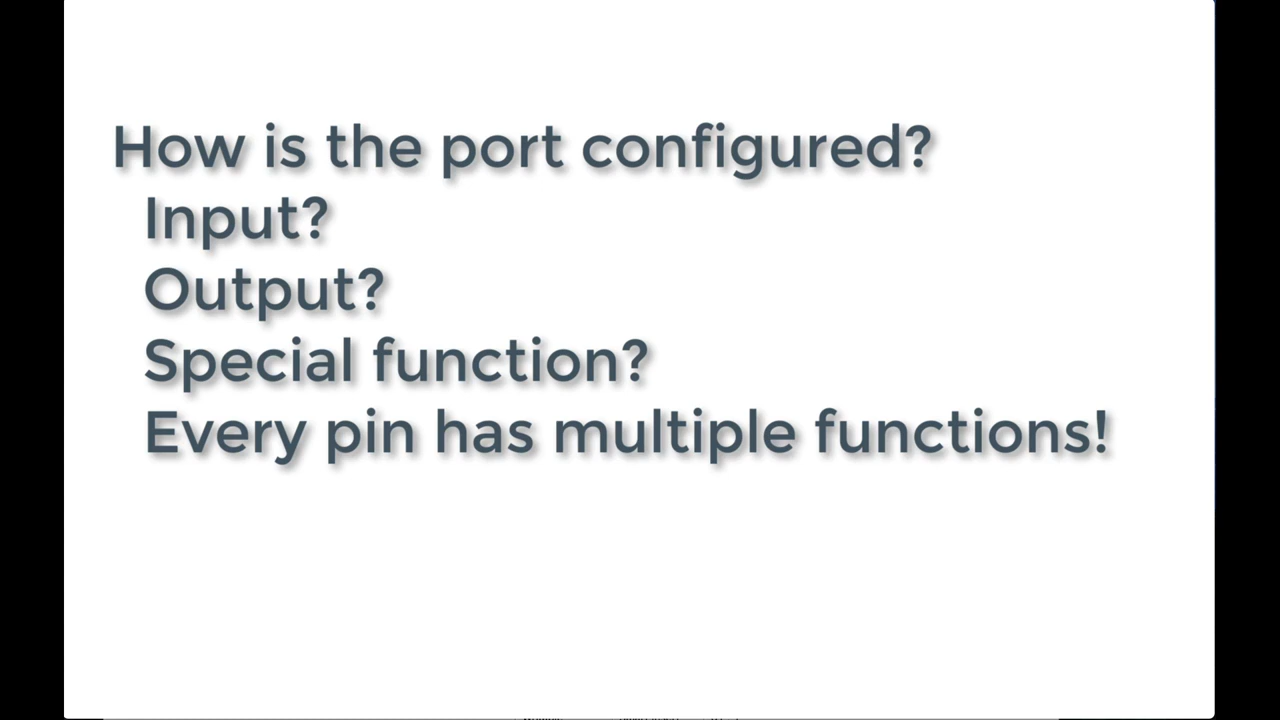 How is the port configured?
Input?
Output?
Special function?
Every pin has multiple functions!